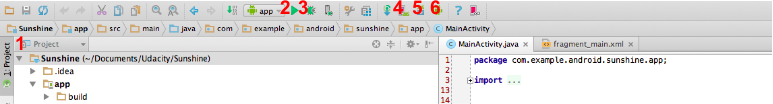 app 2 3 4 5 6
Sunshine app src main java com example android sunshine app MainActivity
1 Project
1: Project
MainActivity.java fragment_main.xml
Sunshine (~/Documents/Udacity/Sunshine)
.idea
app
build
1 package com.example.android.sunshine.app;
3 import ...
13
14